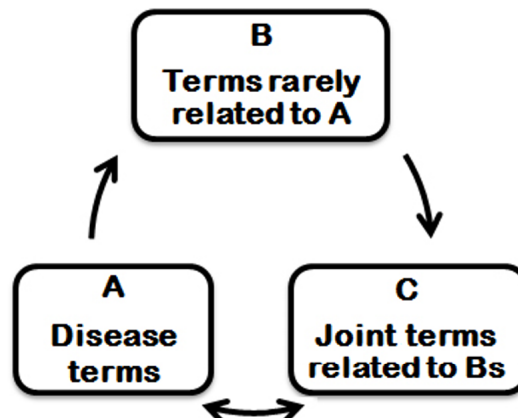 B
Terms rarely
related to A
A
Disease
terms
C
Joint terms
related to Bs